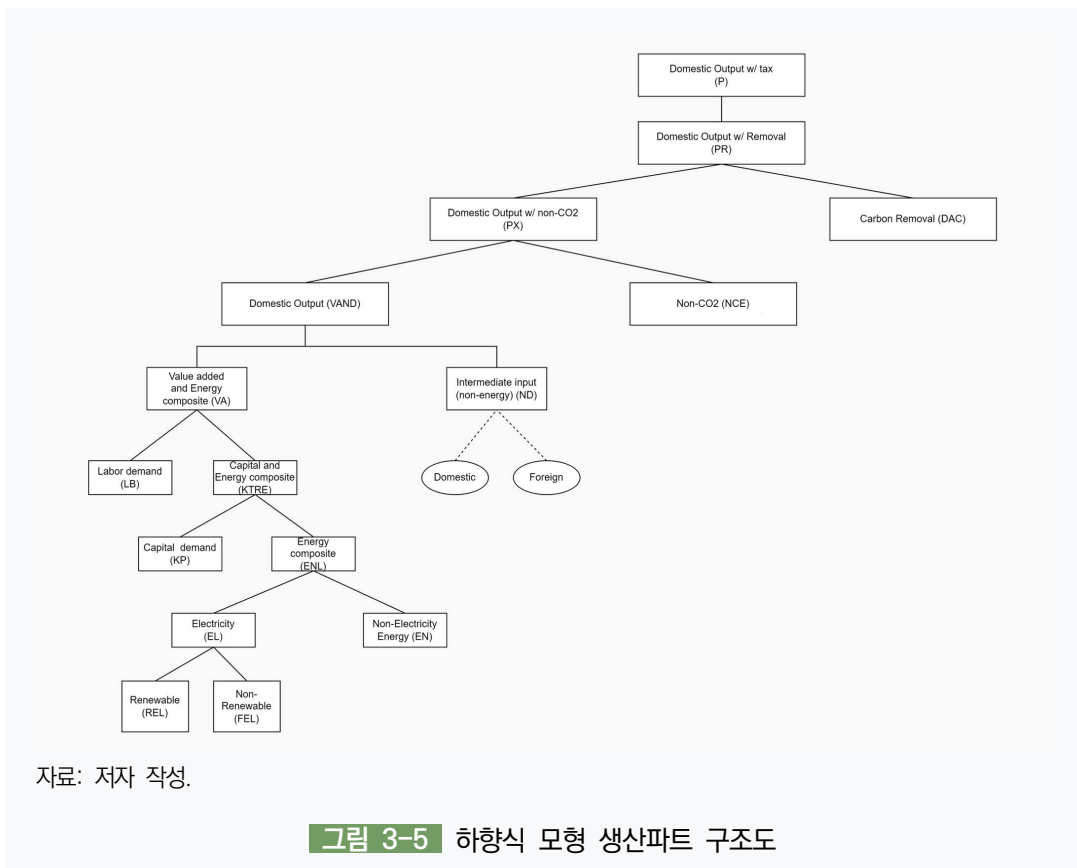 Domestic Output w/ tax
(P)
Domestic Output w/ Removal
(PR)
Domestic Output w/ non-CO2
(PX)
Carbon Removal (DAC)
Domestic Output (VAND)
Non-CO2 (NCE)
Value added
and Energy
composite (VA)
Intermediate input
(non-energy) (ND)
Labor demand
(LB)
Capital and
Energy composite
(KTRE)
Domestic
Foreign
Capital demand
(KP)
Energy
composite
(ENL)
Electricity
(EL)
Non-Electricity
Energy (EN)
Renewable
(REL)
Non-
Renewable
(FEL)
자료: 저자 작성.
그림 3-5 하향식 모형 생산파트 구조도